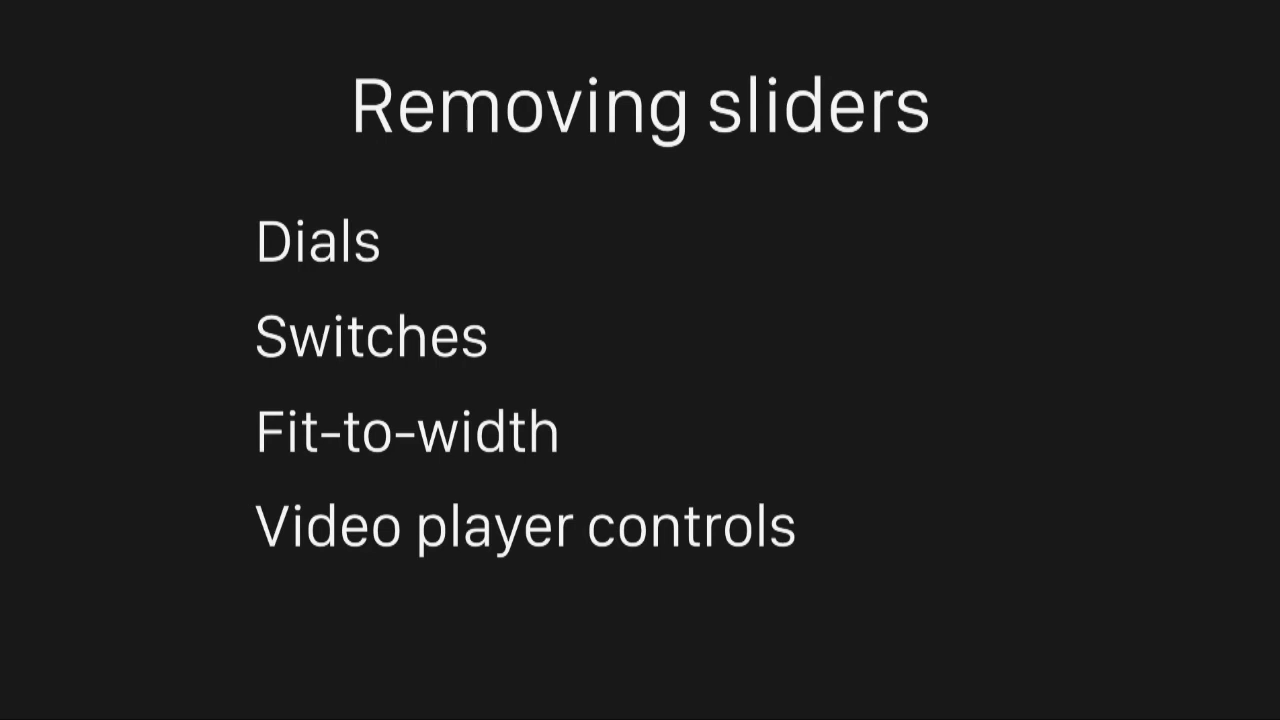 Removing sliders
Dials
Switches
Fit-to-width
Video player controls